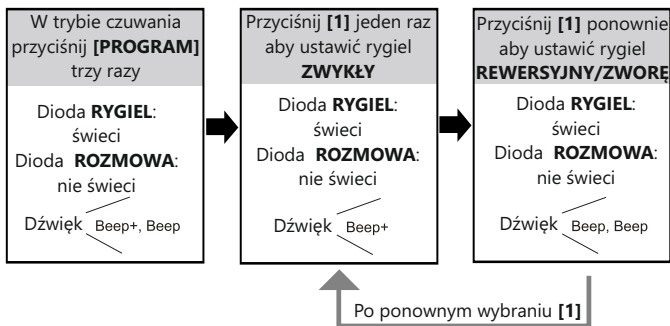 W trybie czuwania
przyciśnij [PROGRAM]
trzy razy
Dioda RYGIEL:
świeci
Dioda ROZMOWA:
nie świeci
Dźwięk Beep+, Beep
Przyciśnij [1] jeden raz
aby ustawić rygiel
ZWYKŁY
Dioda RYGIEL:
świeci
Dioda ROZMOWA:
nie świeci
Dźwięk Beep+
Przyciśnij [1] ponownie
aby ustawić rygiel
REWERSYJNY/ZWORĘ
Dioda RYGIEL:
świeci
Dioda ROZMOWA:
nie świeci
Dźwięk Beep, Beep
Po ponownym wybraniu [1]